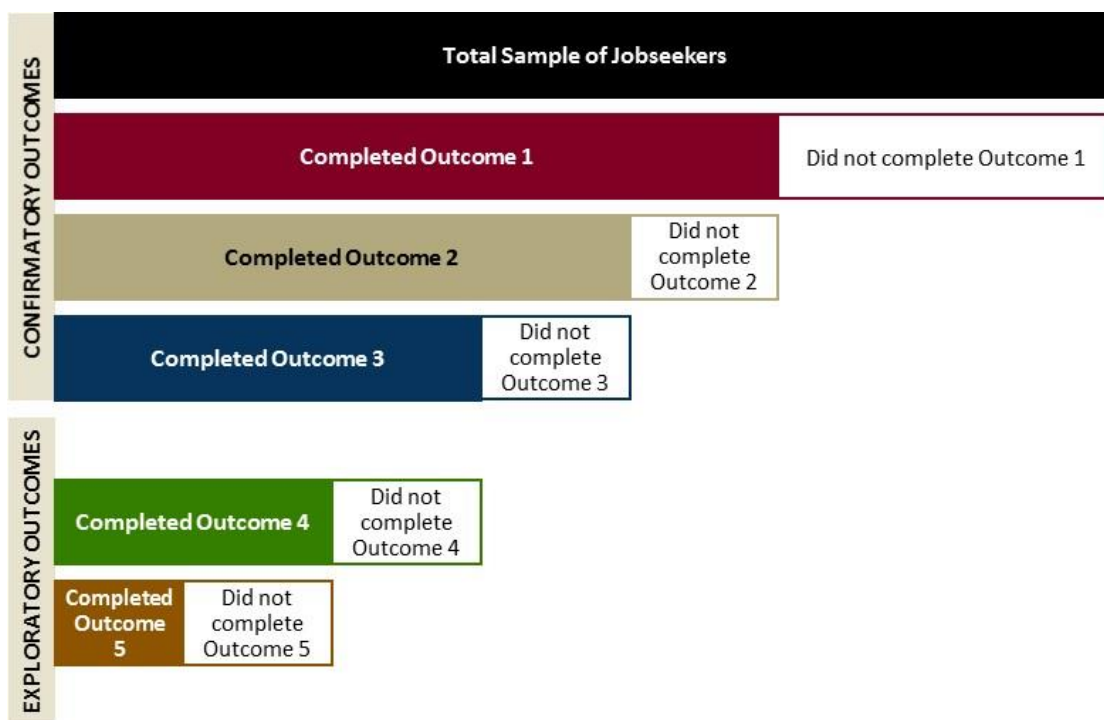 CONFIRMATORY OUTCOMES
Total Sample of Jobseekers
Completed Outcome 1
Did not complete Outcome 1
Completed Outcome 2
Did not
complete
Outcome 2
Completed Outcome 3
Did not
complete
Outcome 3
EXPLORATORY OUTCOMES
Completed Outcome 4
Did not
complete
Outcome 4
Completed
Outcome
5
Did not
complete
Outcome 5